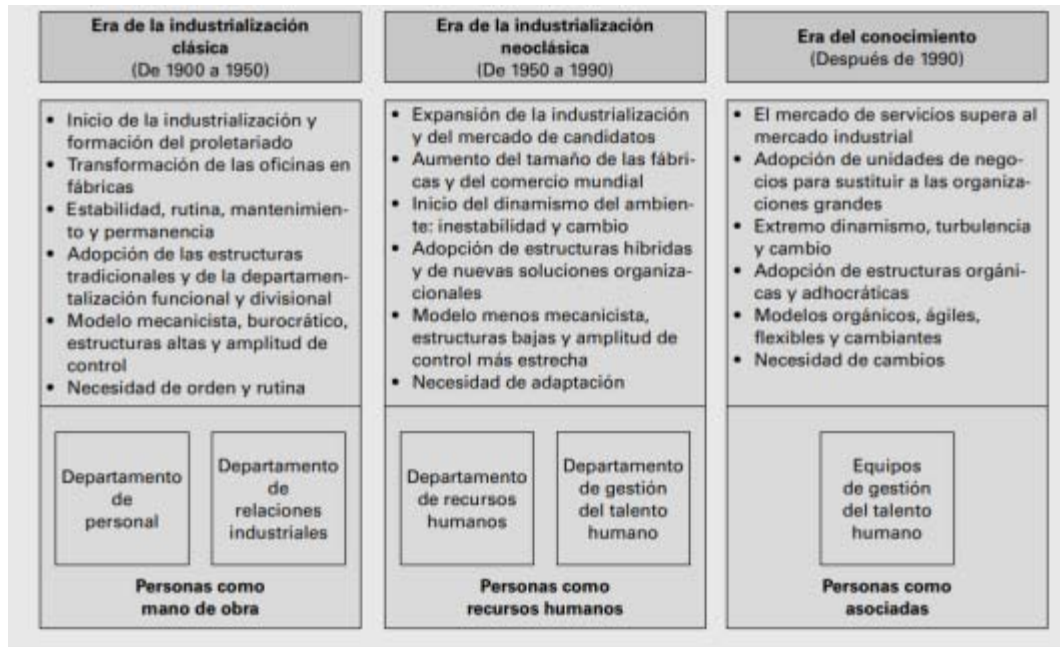 Era de la industrialización
clásica
(De 1900 a 1950)
• Inicio de la industrialización y
formación del proletariado
• Transformación de las oficinas en
fábricas
• Estabilidad, rutina, mantenimien-
to y permanencia
• Adopción de las estructuras
tradicionales y de la departamen-
talización funcional y divisional
• Modelo mecanicista, burocrático,
estructuras altas y amplitud de
control
• Necesidad de orden y rutina
Departamento
de
personal
Departamento
de
relaciones
industriales
Personas como
mano de obra
Era de la industrialización
neoclásica
(De 1950 a 1990)
• Expansión de la industrialización
y del mercado de candidatos
• Aumento del tamaño de las fábri-
cas y del comercio mundial
• Inicio del dinamismo del ambien-
te: inestabilidad y cambio
• Adopción de estructuras híbridas
y de nuevas soluciones organiza-
cionales
• Modelo menos mecanicista,
estructuras bajas y amplitud de
control más estrecha
• Necesidad de adaptación
Departamento
de recursos
humanos
Departamento
de gestión
del talento
humano
Personas como
recursos humanos
Era del conocimiento
(Después de 1990)
• El mercado de servicios supera al
mercado industrial
• Adopción de unidades de nego-
cios para sustituir a las organiza-
ciones grandes
• Extremo dinamismo, turbulencia
y cambio
• Adopción de estructuras orgáni-
cas y adhocráticas
• Modelos orgánicos, ágiles,
flexibles y cambiantes
• Necesidad de cambios
Equipos
de gestión
del talento
humano
Personas como
asociadas